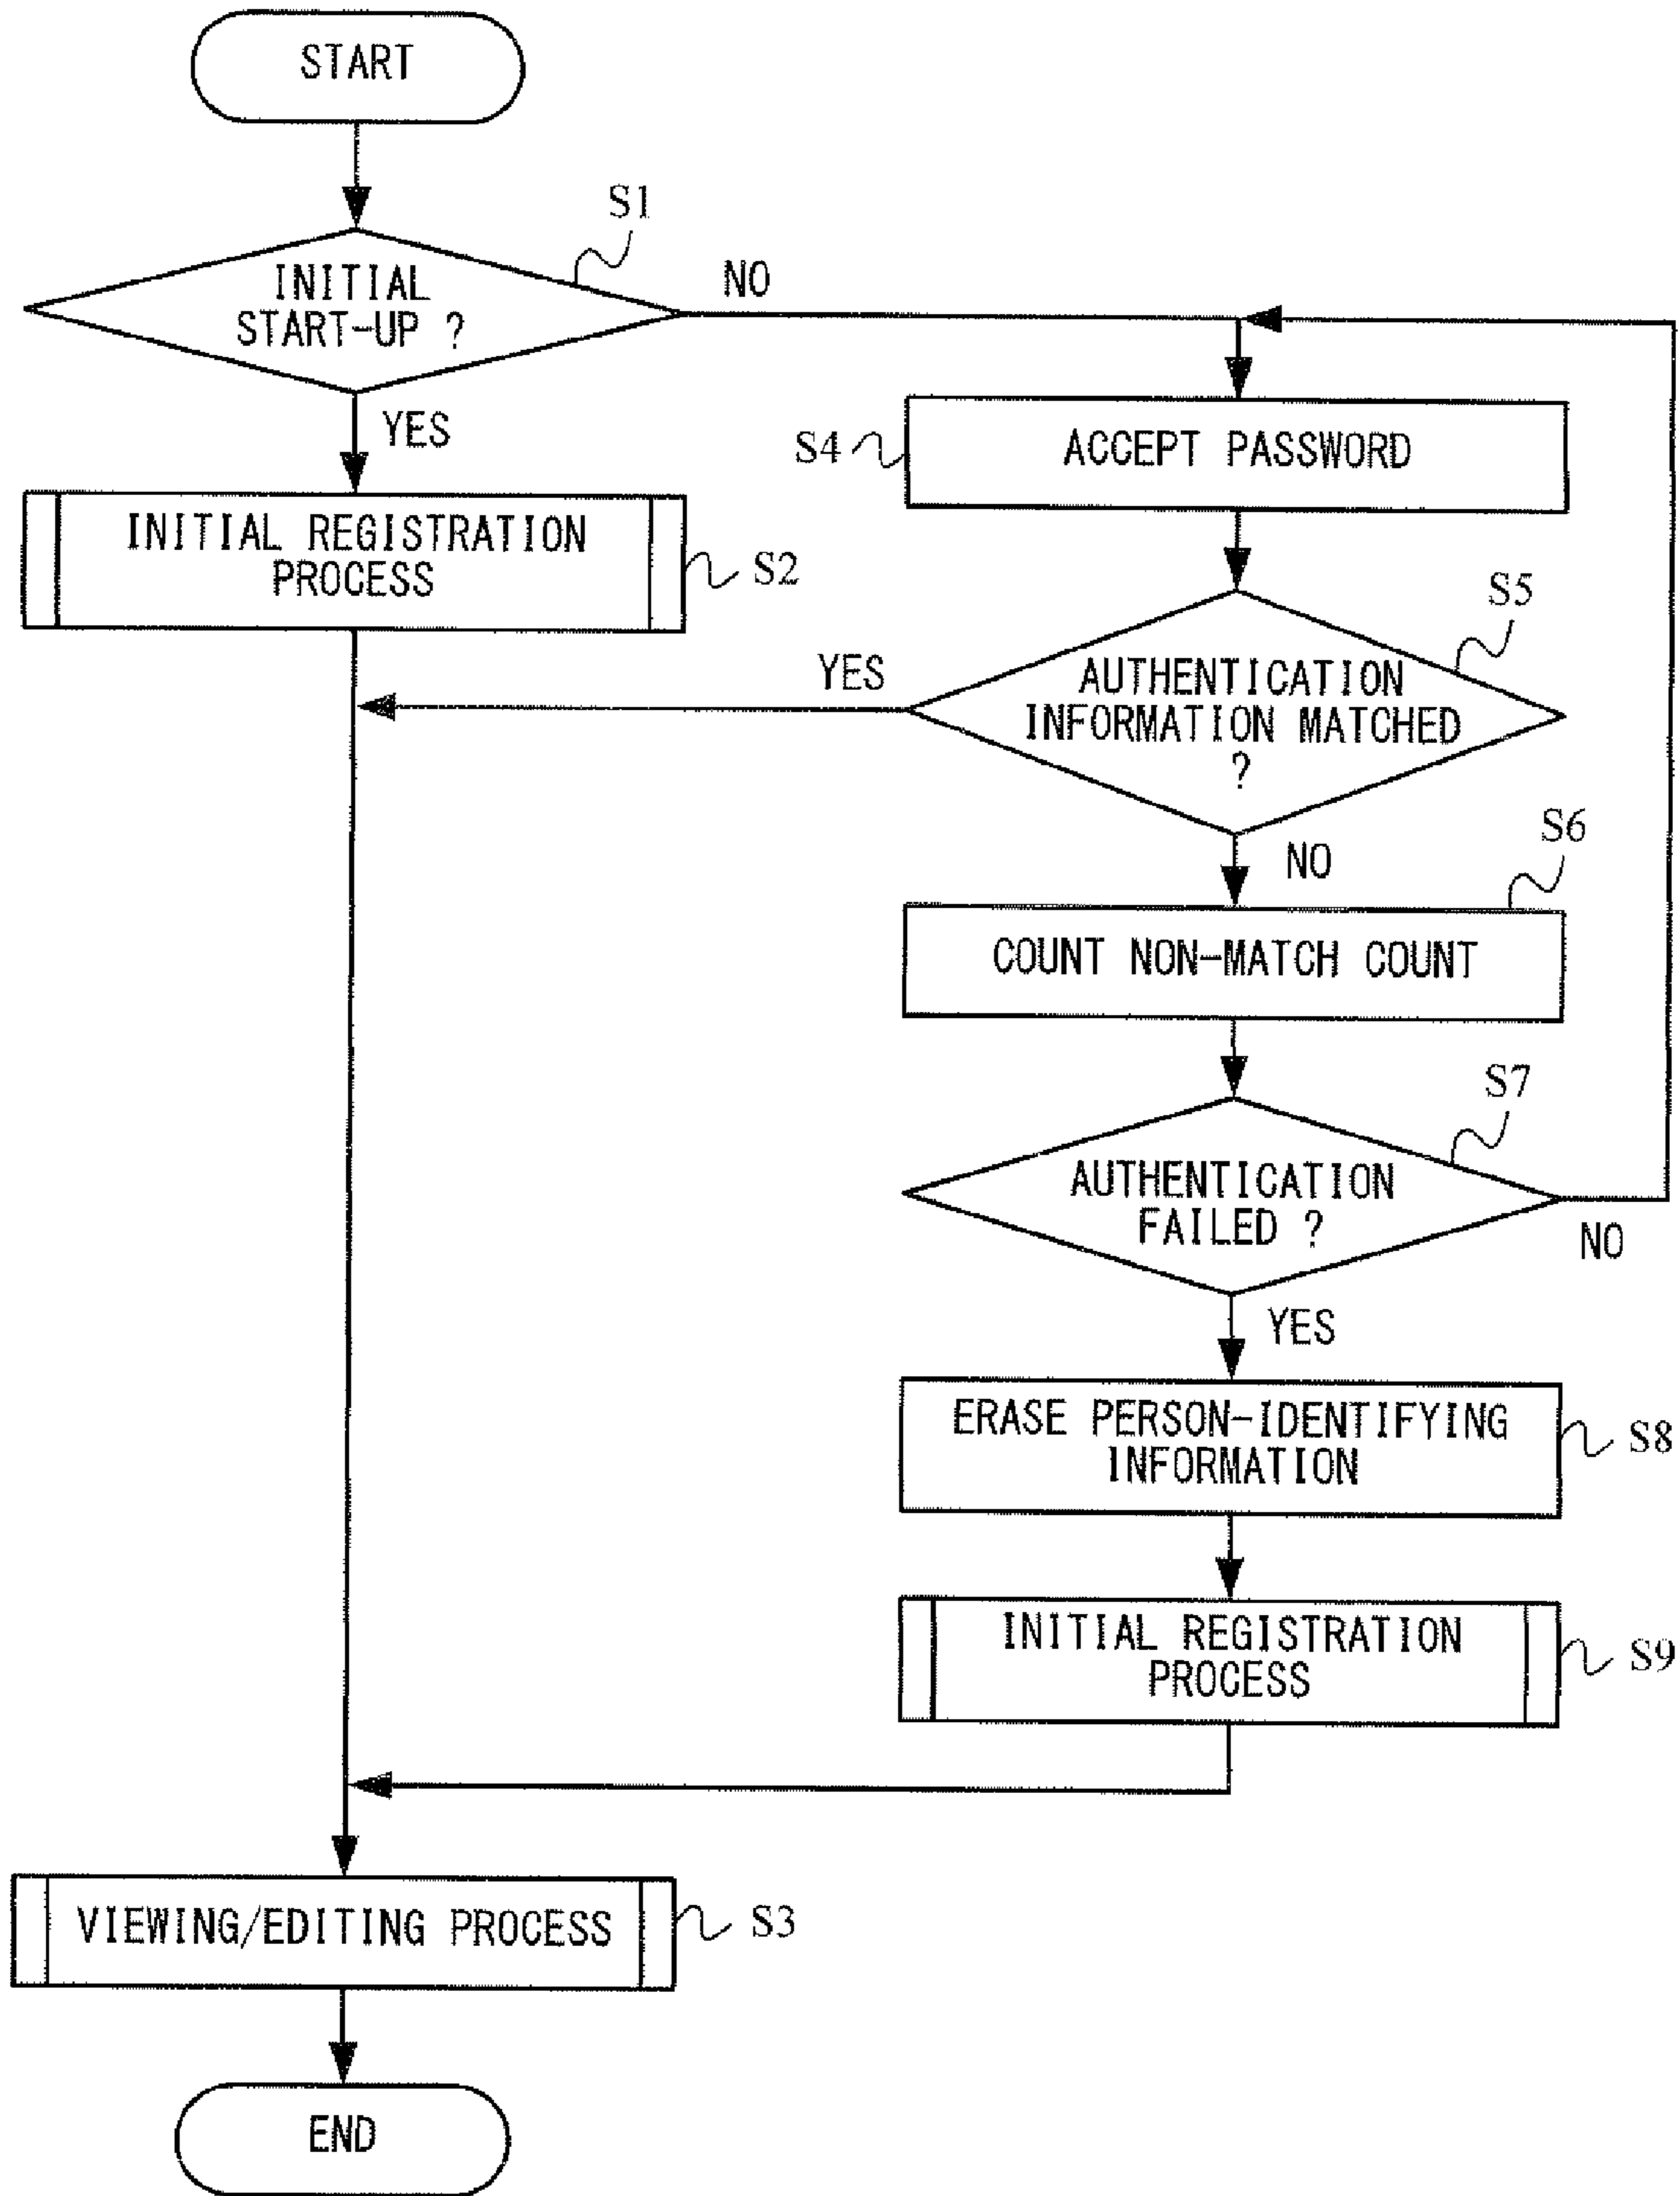 START
S1
INITIAL
START-UP ?
NO
YES
S4
ACCEPT PASSWORD
INITIAL REGISTRATION
PROCESS
S2
S5
YES
AUTHENTICATION
INFORMATION MATCHED
?
S6
NO
COUNT NON-MATCH COUNT
S7
AUTHENTICATION
FAILED ?
NO
YES
ERASE PERSON-IDENTIFYING
INFORMATION
S8
INITIAL REGISTRATION
PROCESS
S9
VIEWING/EDITING PROCESS
S3
END